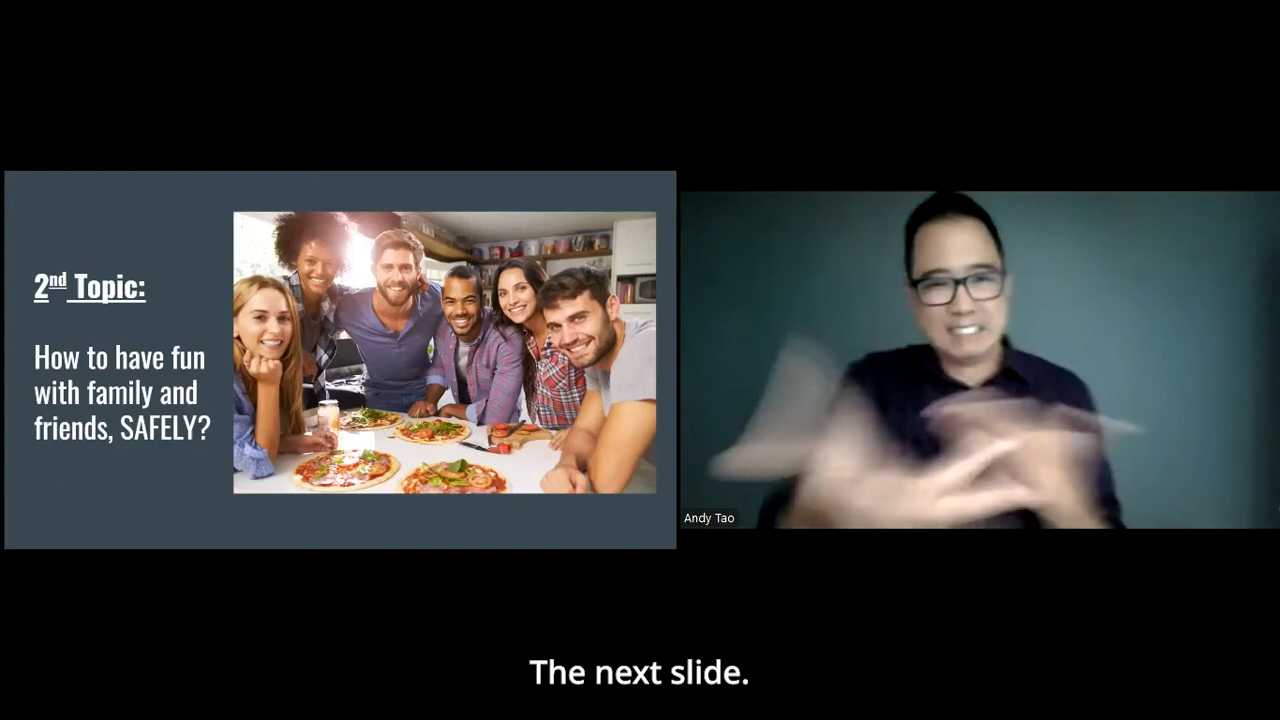 2nd Topic:
How to have fun
with family and
friends, SAFELY?
Andy Tao
The next slide.